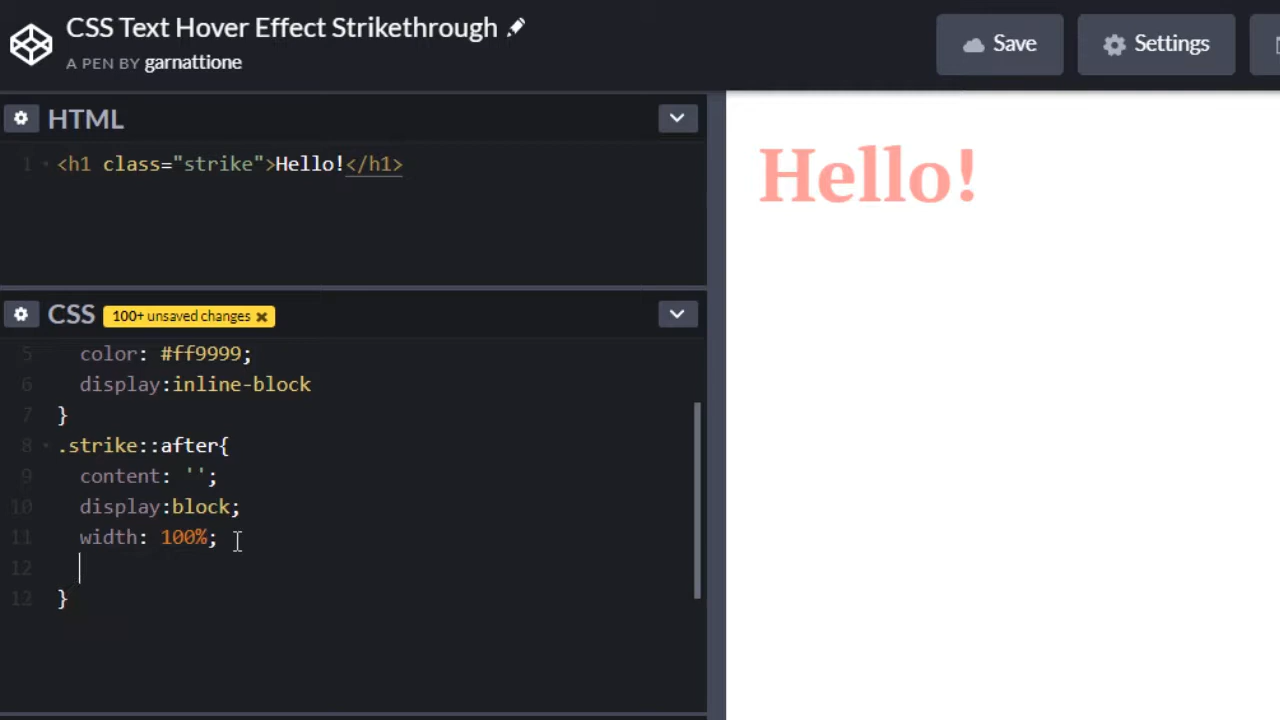 CSS Text Hover Effect Strikethrough
A PEN BY garnattione
Save
Settings
HTML
1 <h1 class="strike">Hello!</h1>
Hello!
CSS 100+ unsaved changes ×
5 color: #ff9999;
6 display:inline-block
7 }
8 .strike::after{
9 content: '';
10 display:block;
11 width: 100%;
12
12 }